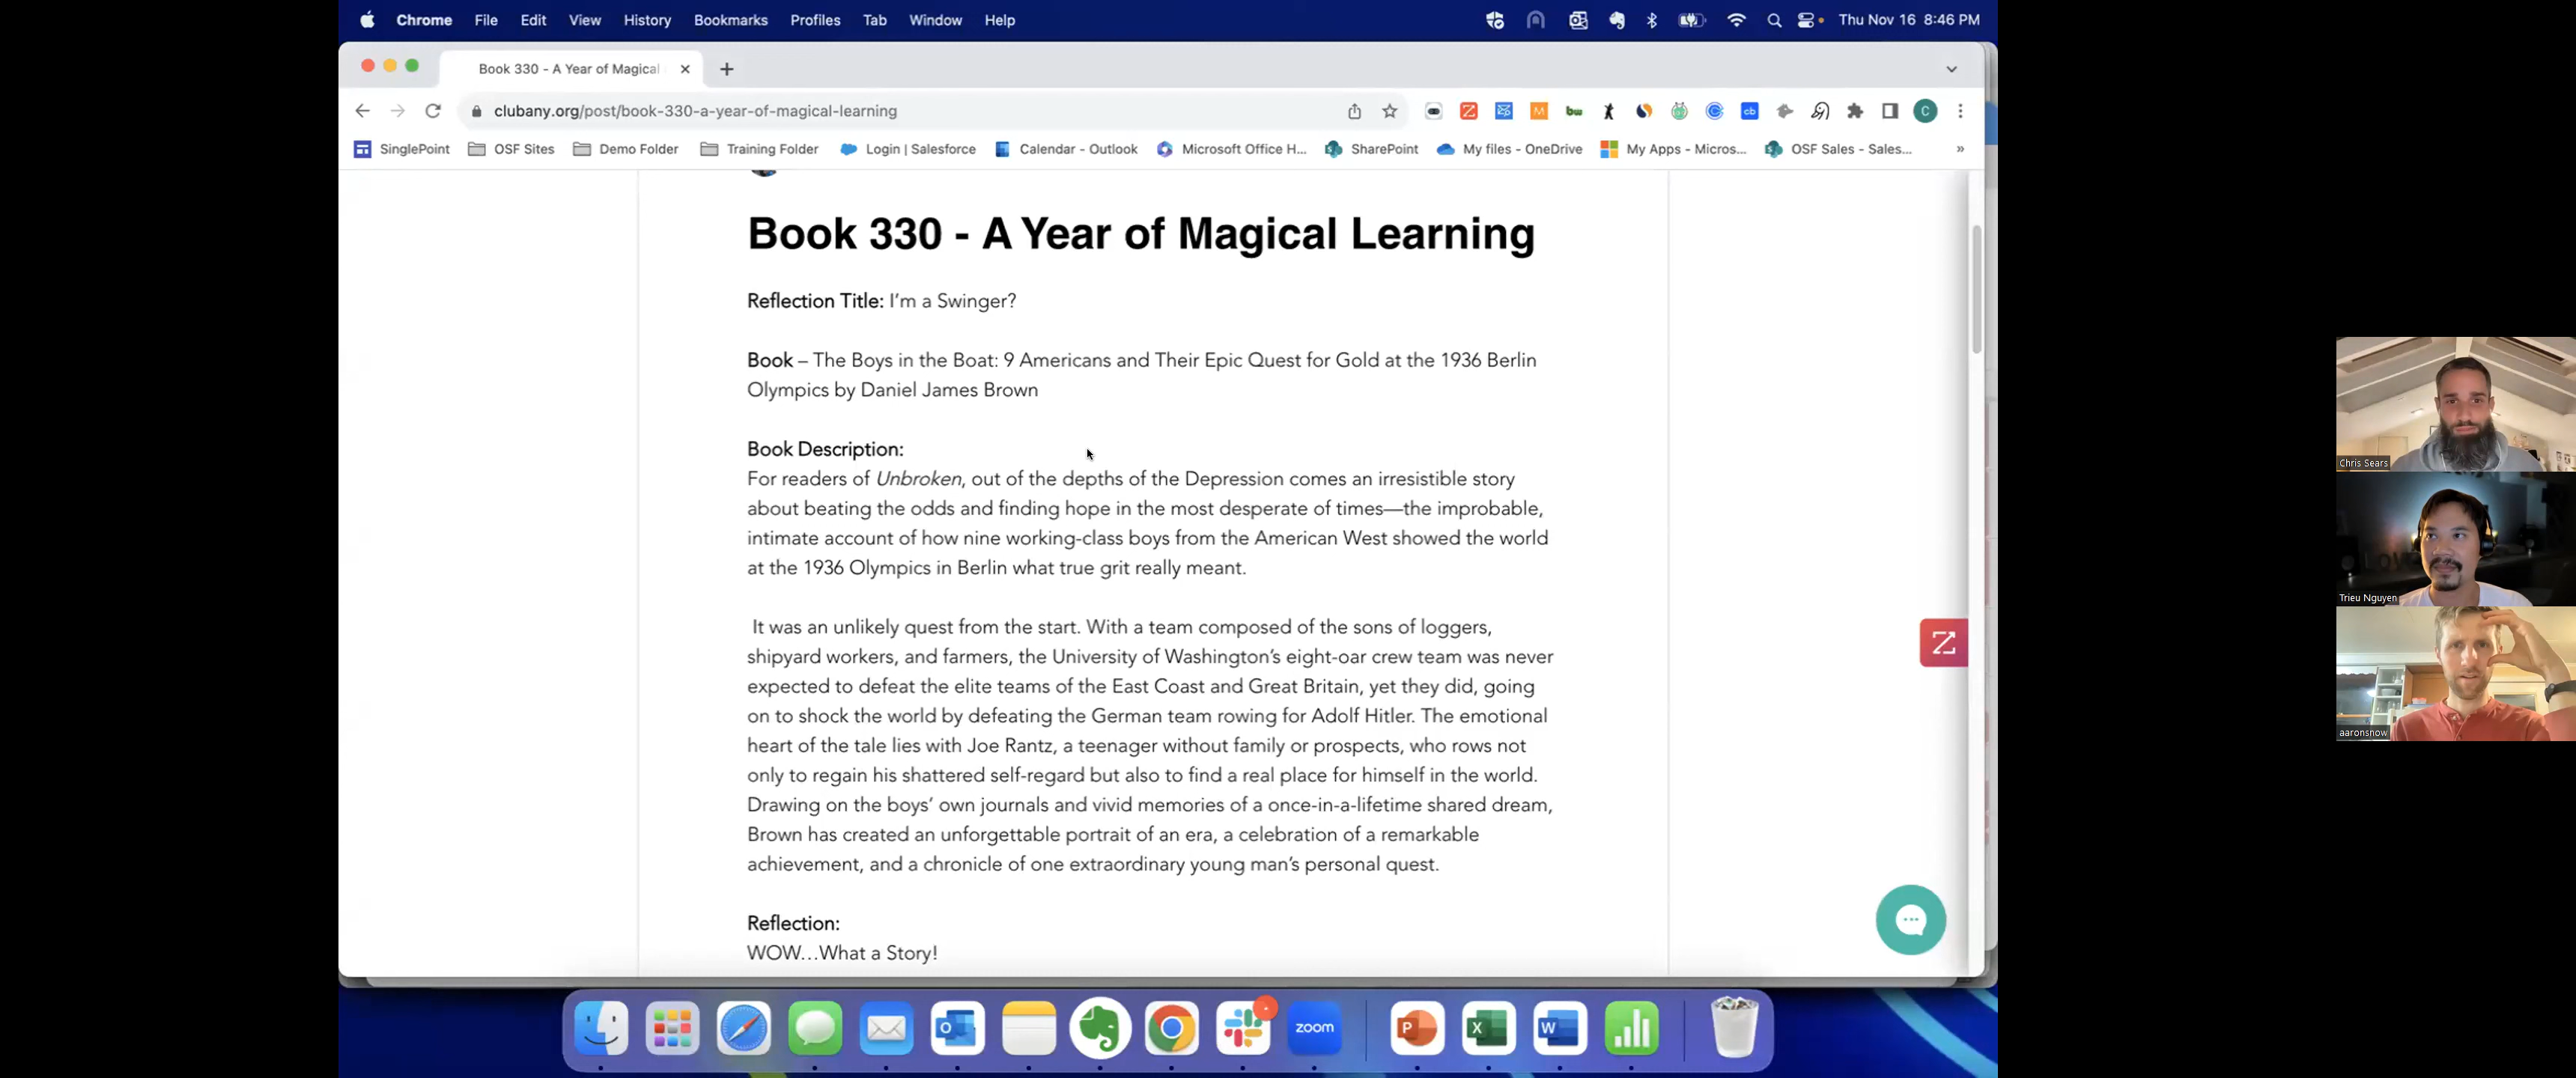 Chrome File Edit View History Bookmarks Profiles Tab Window Help Thu Nov 16 8:46 PM
Book 330 - A Year of Magical
clubany.org/post/book-330-a-year-of-magical-learning
M bw cb C
SinglePoint OSF Sites Demo Folder Training Folder Login | Salesforce Calendar - Outlook Microsoft Office H... SharePoint My files - OneDrive My Apps - Micros... OSF Sales - Sales... »
Book 330 - A Year of Magical Learning
Reflection Title: I'm a Swinger?
Book – The Boys in the Boat: 9 Americans and Their Epic Quest for Gold at the 1936 Berlin
Olympics by Daniel James Brown
Book Description:
For readers of Unbroken, out of the depths of the Depression comes an irresistible story
about beating the odds and finding hope in the most desperate of times—the improbable,
intimate account of how nine working-class boys from the American West showed the world
at the 1936 Olympics in Berlin what true grit really meant.
It was an unlikely quest from the start. With a team composed of the sons of loggers,
shipyard workers, and farmers, the University of Washington's eight-oar crew team was never
expected to defeat the elite teams of the East Coast and Great Britain, yet they did, going
on to shock the world by defeating the German team rowing for Adolf Hitler. The emotional
heart of the tale lies with Joe Rantz, a teenager without family or prospects, who rows not
only to regain his shattered self-regard but also to find a real place for himself in the world.
Drawing on the boys' own journals and vivid memories of a once-in-a-lifetime shared dream,
Brown has created an unforgettable portrait of an era, a celebration of a remarkable
achievement, and a chronicle of one extraordinary young man's personal quest.
Reflection:
WOW…What a Story!
Chris Sears
Trieu Nguyen
aaronsnow
O zoom P X W